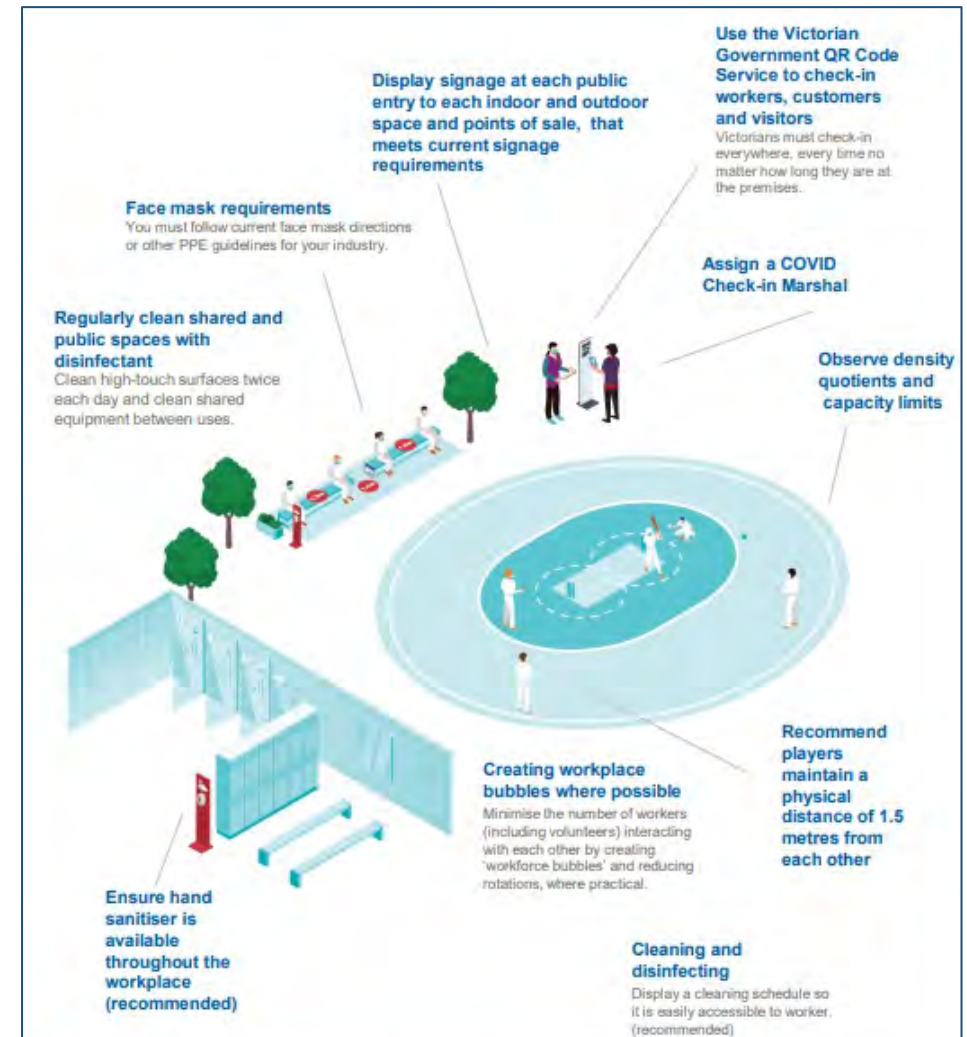 Use the Victorian
Government QR Code
Service to check-in
workers, customers
and visitors
Victorians must check-in
everywhere, every time no
matter how long they are at
the premises.
Display signage at each public
entry to each indoor and outdoor
space and points of sale, that
meets current signage
requirements
Face mask requirements
You must follow current face mask directions
or other PPE guidelines for your industry.
Assign a COVID
Check-in Marshal
Regularly clean shared and
public spaces with
disinfectant
Clean high-touch surfaces twice
each day and clean shared
equipment between uses.
Observe density
quotients and
capacity limits
Recommend
players
maintain a
physical
distance of 1.5
metres from
each other
Creating workplace
bubbles where possible
Minimise the number of workers
(including volunteers) interacting
with each other by creating
'workforce bubbles' and reducing
rotations, where practical.
Ensure hand
sanitiser is
available
throughout the
workplace
(recommended)
Cleaning and
disinfecting
Display a cleaning schedule so
it is easily accessible to worker.
(recommended)